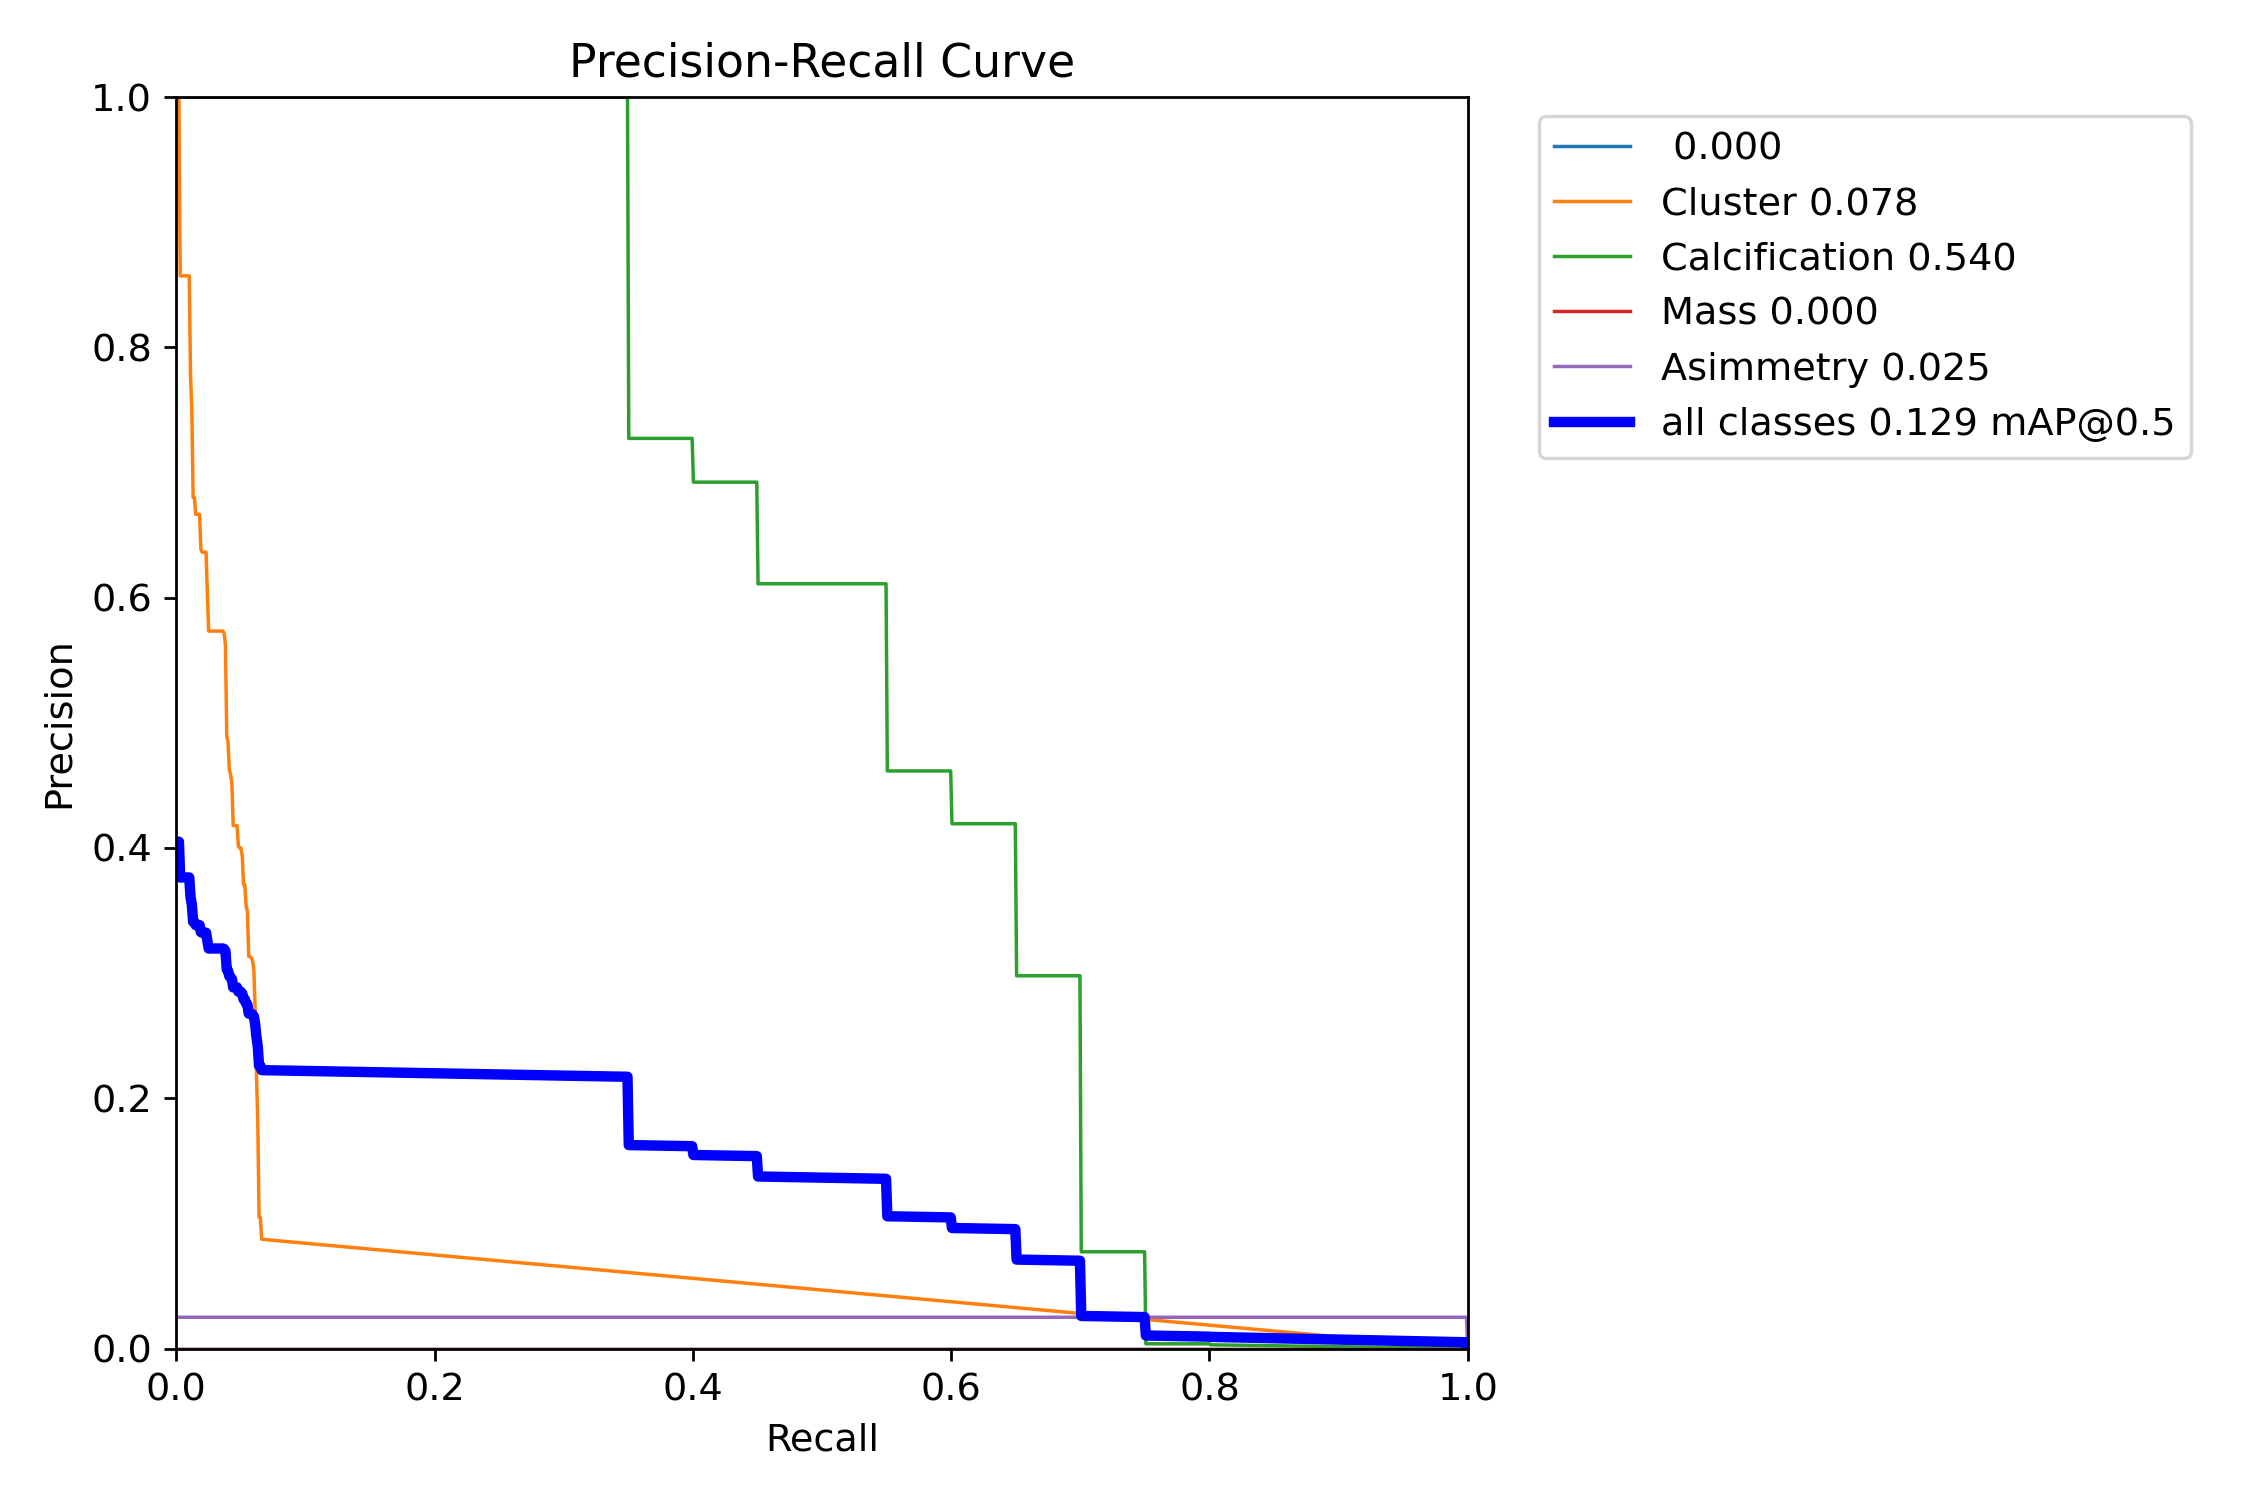 Precision-Recall Curve
1.0
0.8
0.6
0.4
0.2
0.0
Precision
0.0 0.2 0.4 0.6 0.8 1.0
Recall
0.000
Cluster 0.078
Calcification 0.540
Mass 0.000
Asimmetry 0.025
all classes 0.129 mAP@0.5